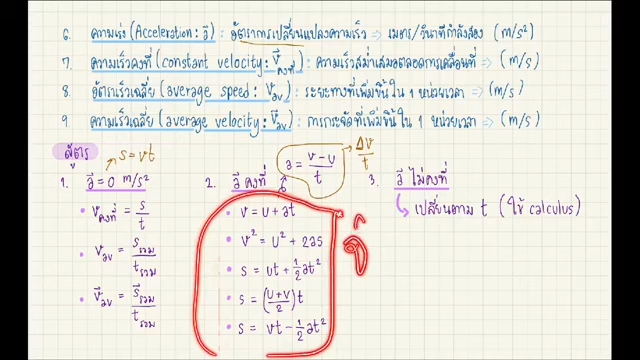 6. ความเร่ง (Acceleration : a⃗) : อัตราการเปลี่ยนแปลงความเร็ว ⇒ เมตร/วินาทีกำลังสอง (m/s²)
7. ความเร็วคงที่ (constant velocity : v⃗คงที่) : ความเร็วสม่ำเสมอตลอดการเคลื่อนที่ ⇒ (m/s)
8. อัตราเร็วเฉลี่ย (average speed : vav) : ระยะทางที่เพิ่มขึ้นใน 1 หน่วยเวลา ⇒ (m/s)
9. ความเร็วเฉลี่ย (average velocity : v⃗av) : การกระจัดที่เพิ่มขึ้นใน 1 หน่วยเวลา ⇒ (m/s)
สูตร
s = vt
1. a⃗ = 0 m/s²
• vคงที่ = s/t
• vav = sรวม/tรวม
• v⃗av = s⃗รวม/tรวม
2. a⃗ คงที่
a = (v-u)/t → Δv/t
• v = u + at
• v² = u² + 2as
• s = ut + ½at²
• s = ((u+v)/2)t
• s = vt - ½at²
3. a⃗ ไม่คงที่
↳ เปลี่ยนตาม t (ใช้ calculus)